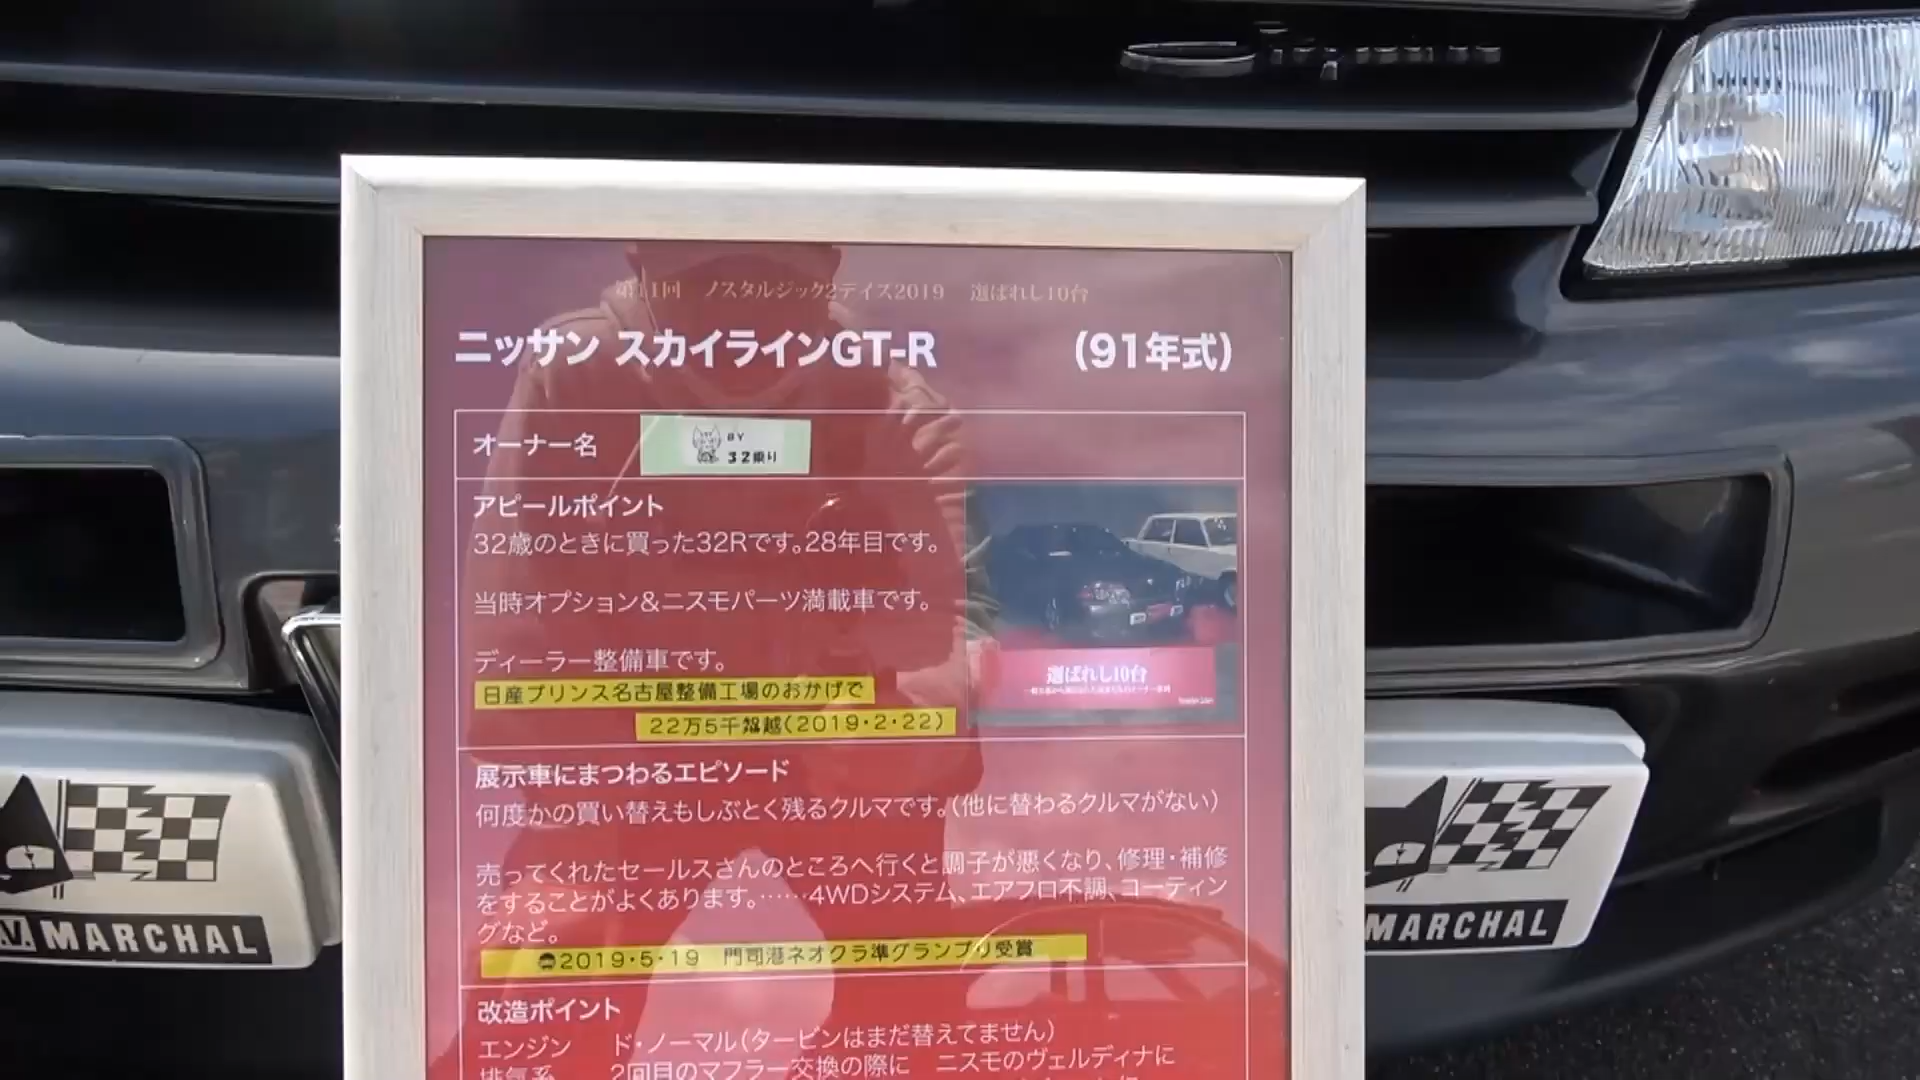 Skyline
第11回 ノスタルジック2デイズ2019 選ばれし10台
ニッサン スカイラインGT-R (91年式)
オーナー名
BY
32乗り
アピールポイント
32歳のときに買った32Rです。28年目です。
当時オプション&ニスモパーツ満載車です。
ディーラー整備車です。
日産プリンス名古屋整備工場のおかげで
22万5千粁越(2019・2・22)
選ばれし10台
展示車にまつわるエピソード
何度かの買い替えもしぶとく残るクルマです。(他に替わるクルマがない)
売ってくれたセールスさんのところへ行くと調子が悪くなり、修理・補修
をすることがよくあります。……4WDシステム、エアフロ不調、コーティン
グなど。
2019・5・19 門司港ネオクラ準グランプリ受賞
改造ポイント
エンジン ド・ノーマル(タービンはまだ替えてません)
排気系 2回目のマフラー交換の際に ニスモのヴェルディナに
V. MARCHAL
MARCHAL